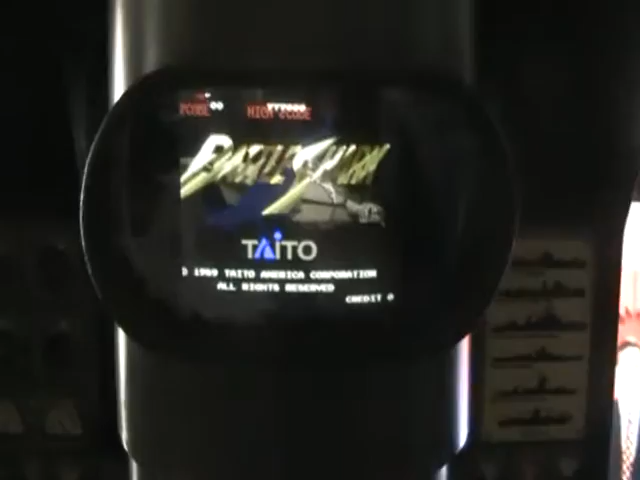 HIGH SCORE
BATTLE SHARK
TAITO
© 1989 TAITO AMERICA CORPORATION
ALL RIGHTS RESERVED
CREDIT 0